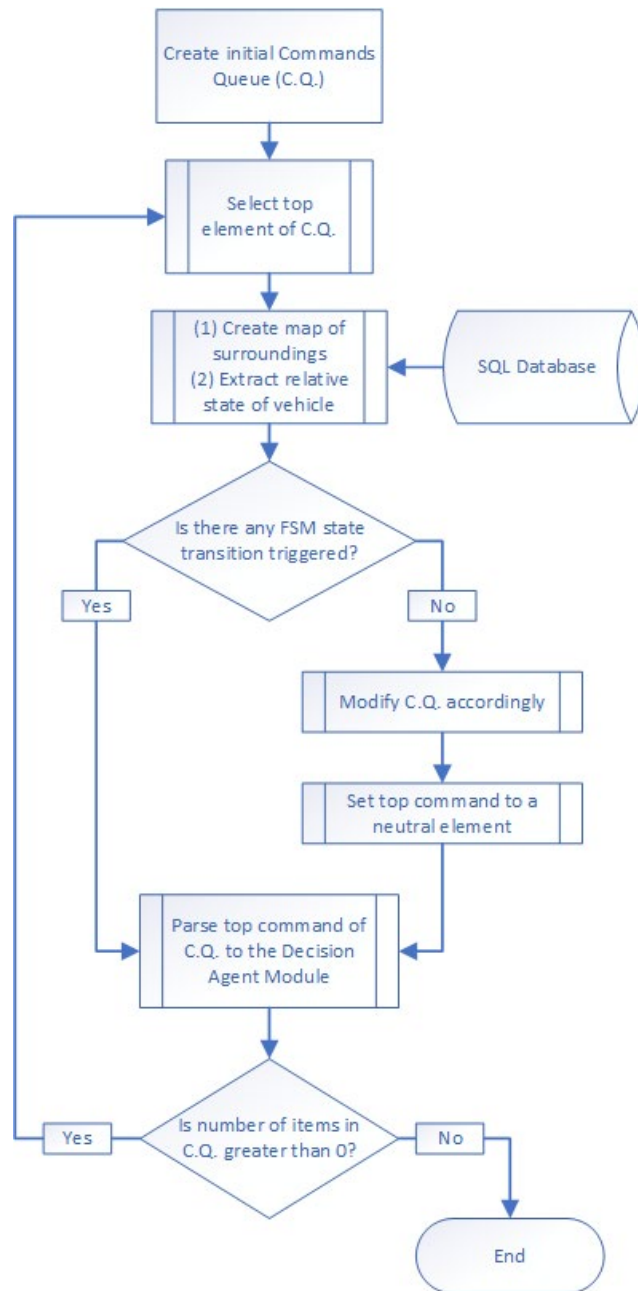 Create initial Commands
Queue (C.Q.)
Select top
element of C.Q.
(1) Create map of
surroundings
(2) Extract relative
state of vehicle
SQL Database
Is there any FSM state
transition triggered?
Yes
No
Modify C.Q. accordingly
Set top command to a
neutral element
Parse top command of
C.Q. to the Decision
Agent Module
Is number of items in
C.Q. greater than 0?
Yes
No
End